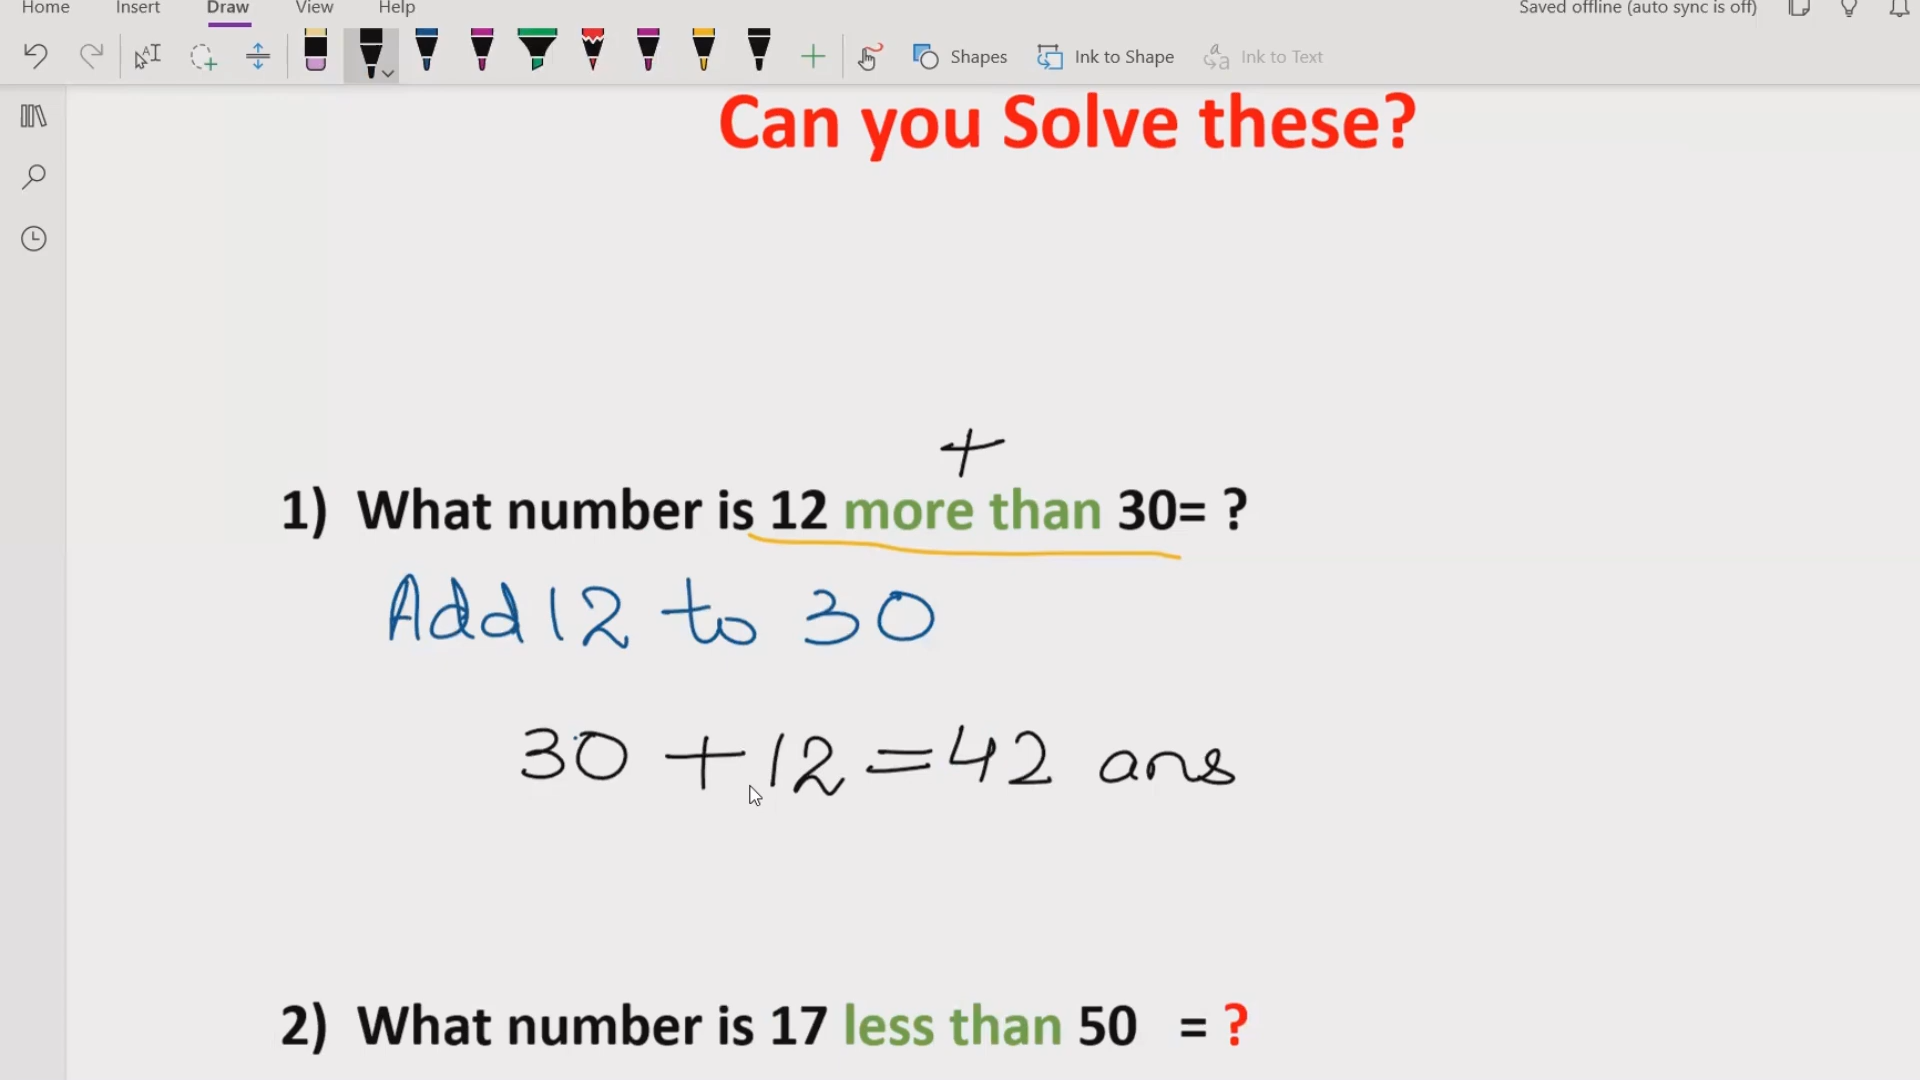 Home Insert Draw View Help Saved offline (auto sync is off)
Shapes Ink to Shape Ink to Text
Can you Solve these?
+
1) What number is 12 more than 30= ?
Add 12 to 30
30 + 12 = 42 ans
2) What number is 17 less than 50 = ?